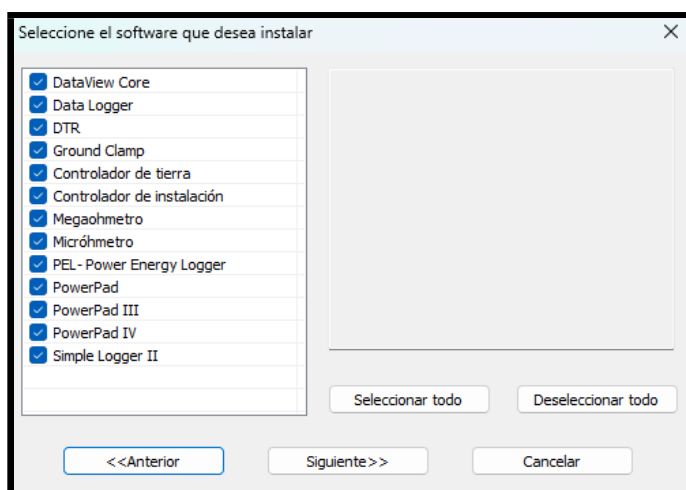 Seleccione el software que desea instalar
DataView Core
Data Logger
DTR
Ground Clamp
Controlador de tierra
Controlador de instalación
Megaohmetro
Micróhmetro
PEL- Power Energy Logger
PowerPad
PowerPad III
PowerPad IV
Simple Logger II
Seleccionar todo
Deseleccionar todo
<<Anterior
Siguiente>>
Cancelar